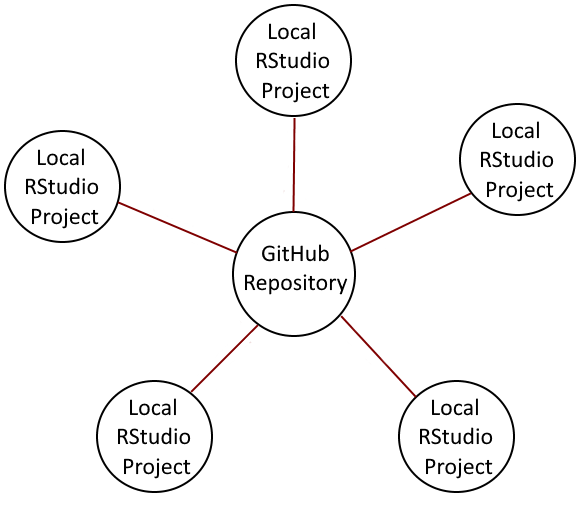 Local
RStudio
Project
Local
RStudio
Project
Local
RStudio
Project
GitHub
Repository
Local
RStudio
Project
Local
RStudio
Project